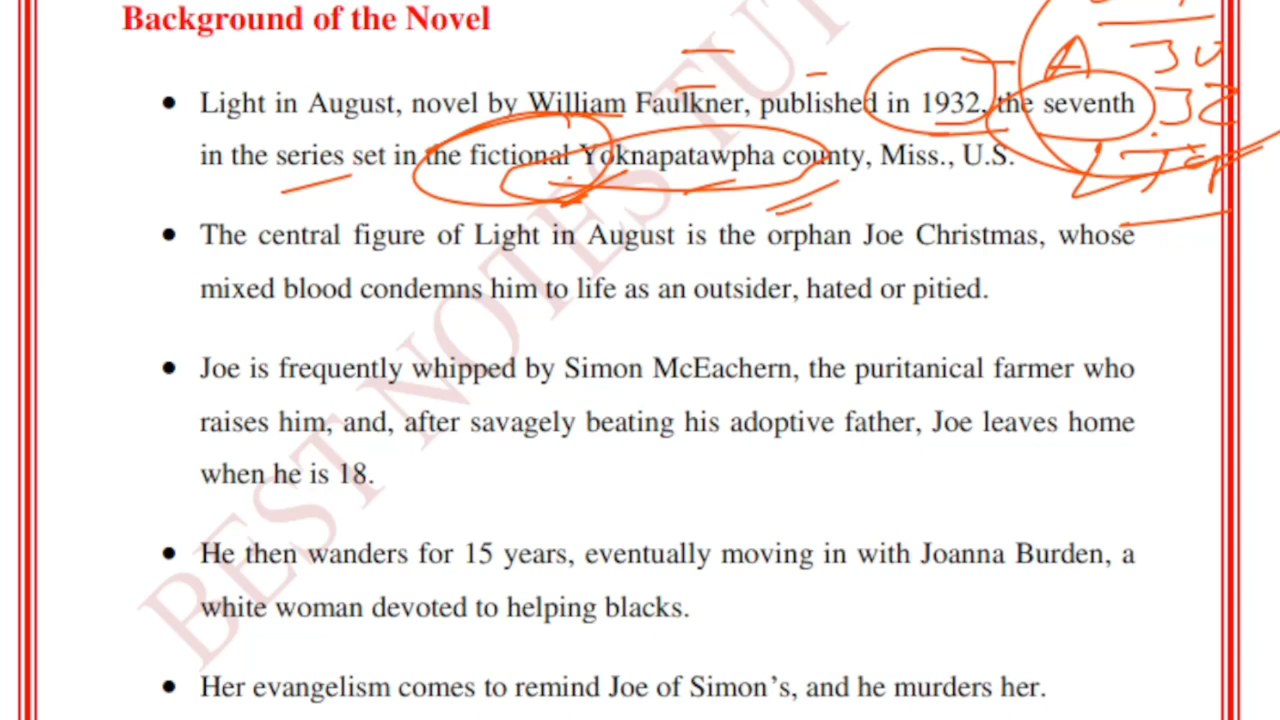 Background of the Novel
• Light in August, novel by William Faulkner, published in 1932, the seventh
in the series set in the fictional Yoknapatawpha county, Miss., U.S.
• The central figure of Light in August is the orphan Joe Christmas, whose
mixed blood condemns him to life as an outsider, hated or pitied.
• Joe is frequently whipped by Simon McEachern, the puritanical farmer who
raises him, and, after savagely beating his adoptive father, Joe leaves home
when he is 18.
• He then wanders for 15 years, eventually moving in with Joanna Burden, a
white woman devoted to helping blacks.
• Her evangelism comes to remind Joe of Simon’s, and he murders her.
BEST NOTES TUT
A 30
32